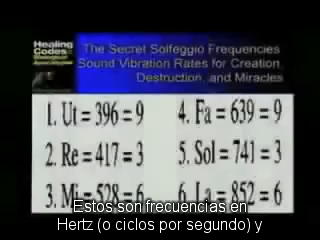 Healing
Codes
The Secret Solfeggio Frequencies
Sound Vibration Rates for Creation,
Destruction, and Miracles
1. Ut = 396 = 9
2. Re = 417 = 3
3. Mi = 528 = 6
4. Fa = 639 = 9
5. Sol = 741 = 3
6. La = 852 = 6
Estos son frecuencias en
Hertz (o ciclos por segundo) y